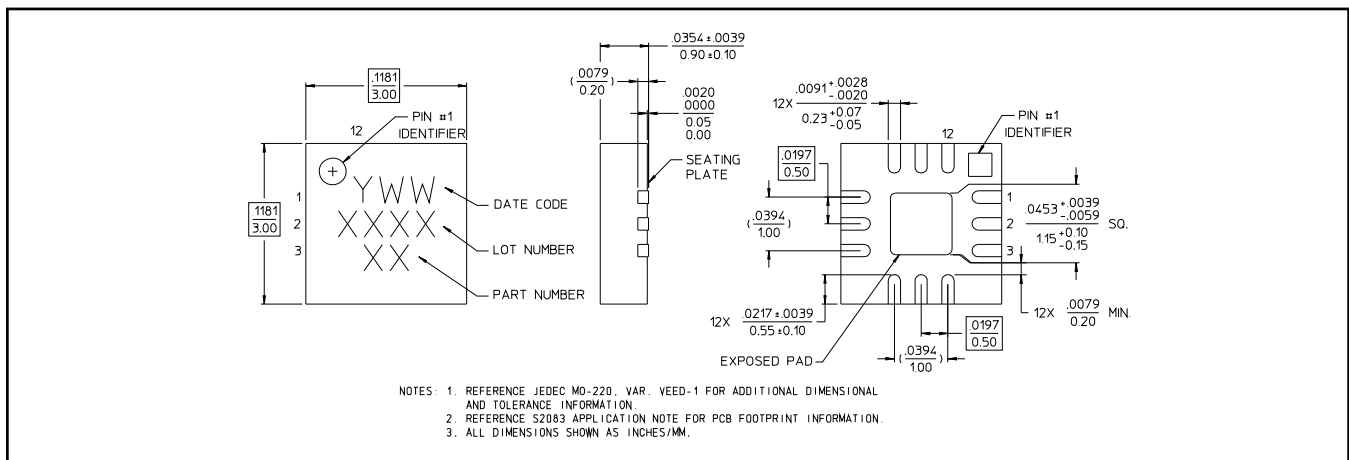 .1181
3.00
PIN #1
IDENTIFIER
12
.1181
3.00
1
2
3
YWW
XXXX
XX
DATE CODE
LOT NUMBER
PART NUMBER
.0354 ±.0039
0.90 ±0.10
(.0079
0.20)
.0020
.0000
0.05
0.00
SEATING
PLATE
12X .0091 +.0028
-.0020
0.23 +0.07
-0.05
12
PIN #1
IDENTIFIER
.0197
0.50
(.0394
1.00)
1
2
3
.0453 +.0039
-.0059 SQ.
1.15 +0.10
-0.15
12X .0217 ±.0039
0.55 ±0.10
12X .0079 MIN.
0.20
.0197
0.50
EXPOSED PAD
(.0394
1.00)
NOTES: 1. REFERENCE JEDEC MO-220, VAR. VEED-1 FOR ADDITIONAL DIMENSIONAL
AND TOLERANCE INFORMATION.
2. REFERENCE S2083 APPLICATION NOTE FOR PCB FOOTPRINT INFORMATION.
3. ALL DIMENSIONS SHOWN AS INCHES/MM.